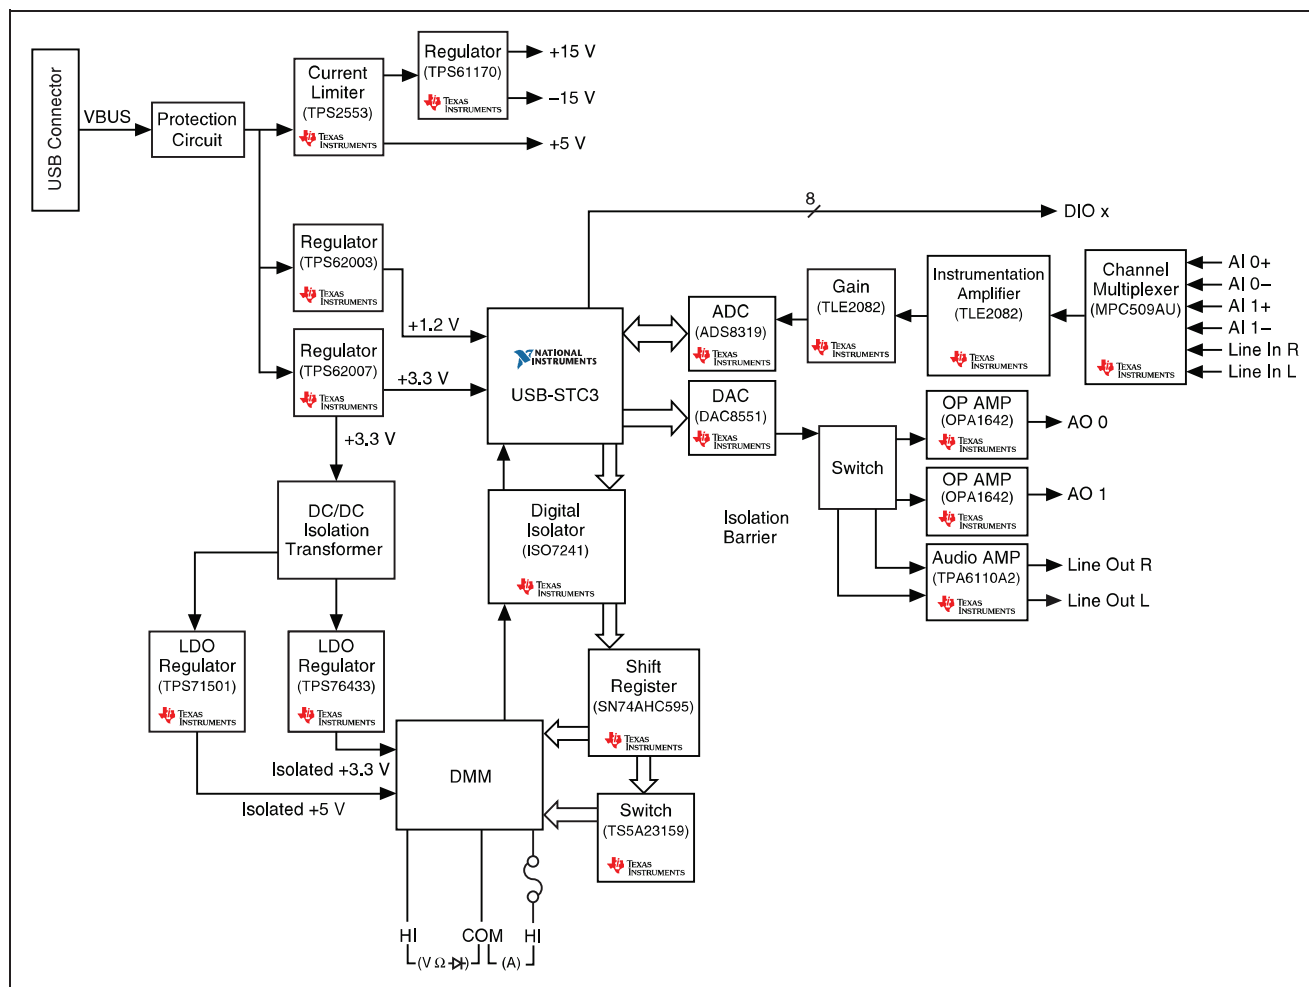 USB Connector
VBUS
Protection
Circuit
Current
Limiter
(TPS2553)
TEXAS
INSTRUMENTS
Regulator
(TPS61170)
TEXAS
INSTRUMENTS
+15 V
–15 V
+5 V
Regulator
(TPS62003)
TEXAS
INSTRUMENTS
+1.2 V
Regulator
(TPS62007)
TEXAS
INSTRUMENTS
+3.3 V
+3.3 V
NATIONAL
INSTRUMENTS
USB-STC3
8
DIO x
ADC
(ADS8319)
TEXAS
INSTRUMENTS
Gain
(TLE2082)
TEXAS
INSTRUMENTS
Instrumentation
Amplifier
(TLE2082)
TEXAS
INSTRUMENTS
Channel
Multiplexer
(MPC509AU)
TEXAS
INSTRUMENTS
AI 0+
AI 0–
AI 1+
AI 1–
Line In R
Line In L
DAC
(DAC8551)
TEXAS
INSTRUMENTS
Switch
OP AMP
(OPA1642)
TEXAS
INSTRUMENTS
AO 0
OP AMP
(OPA1642)
TEXAS
INSTRUMENTS
AO 1
Audio AMP
(TPA6110A2)
TEXAS
INSTRUMENTS
Line Out R
Line Out L
Isolation
Barrier
DC/DC
Isolation
Transformer
Digital
Isolator
(ISO7241)
TEXAS
INSTRUMENTS
LDO
Regulator
(TPS71501)
TEXAS
INSTRUMENTS
LDO
Regulator
(TPS76433)
TEXAS
INSTRUMENTS
Shift
Register
(SN74AHC595)
TEXAS
INSTRUMENTS
Isolated +3.3 V
Isolated +5 V
DMM
Switch
(TS5A23159)
TEXAS
INSTRUMENTS
HI
COM
HI
(V Ω )
(A)